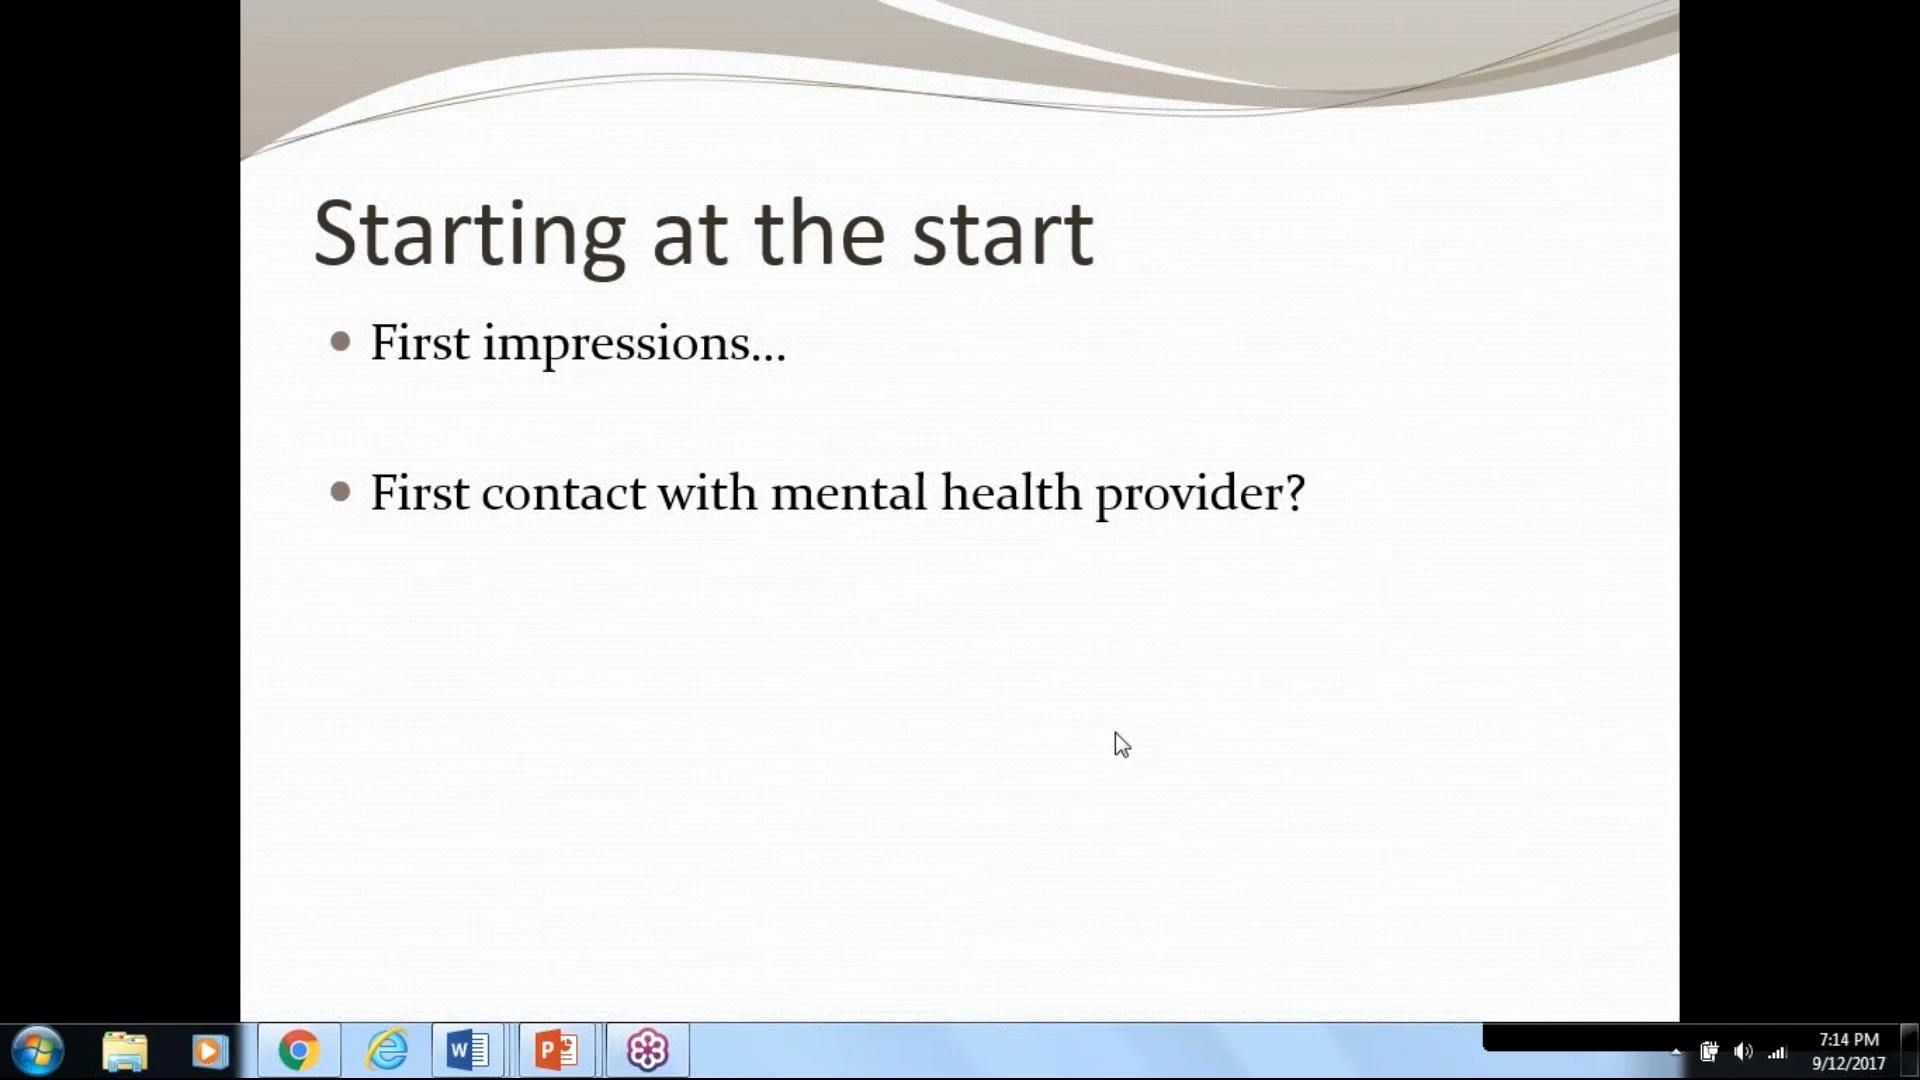 Starting at the start
First impressions...
First contact with mental health provider?
W
P
7:14 PM
9/12/2017